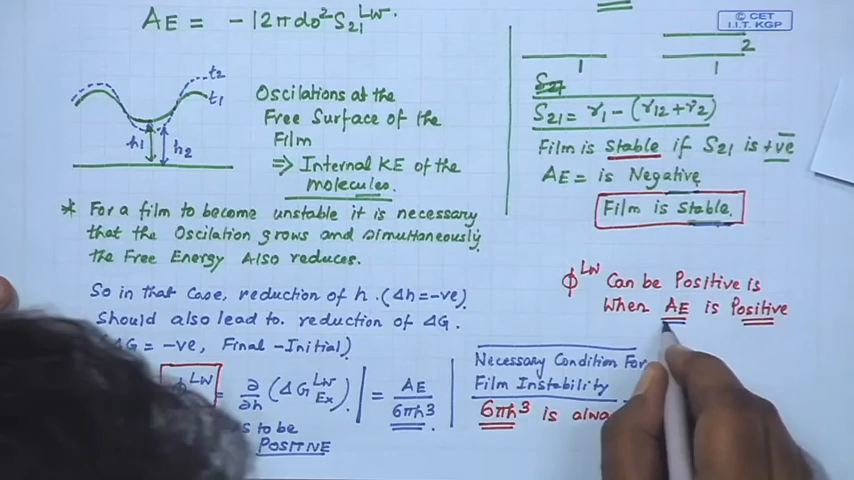 AE = -12πdo²S21^LW.
© CET
I.I.T. KGP
t2
t1
h1
h2
Oscilations at the
Free Surface of the
Film
⇒ Internal KE of the
molecules.
* For a film to become unstable it is necessary
that the Oscilation grows and simultaneously
the Free Energy Also reduces.
So in that case, reduction of h. (Δh=-ve)
Should also lead to reduction of ΔG.
G = -ve, Final -Initial)
ϕ^LW = ∂/∂h (ΔG^LW Ex) = AE/6πh³.
to be
POSITIVE
1
2
1
S21 = γ1 - (γ12+γ2)
Film is Stable if S21 is +ve
AE = is Negative
Film is Stable.
ϕ^LW Can be Positive is
When AE is Positive
Necessary Condition For
Film Instability
6πh³ is